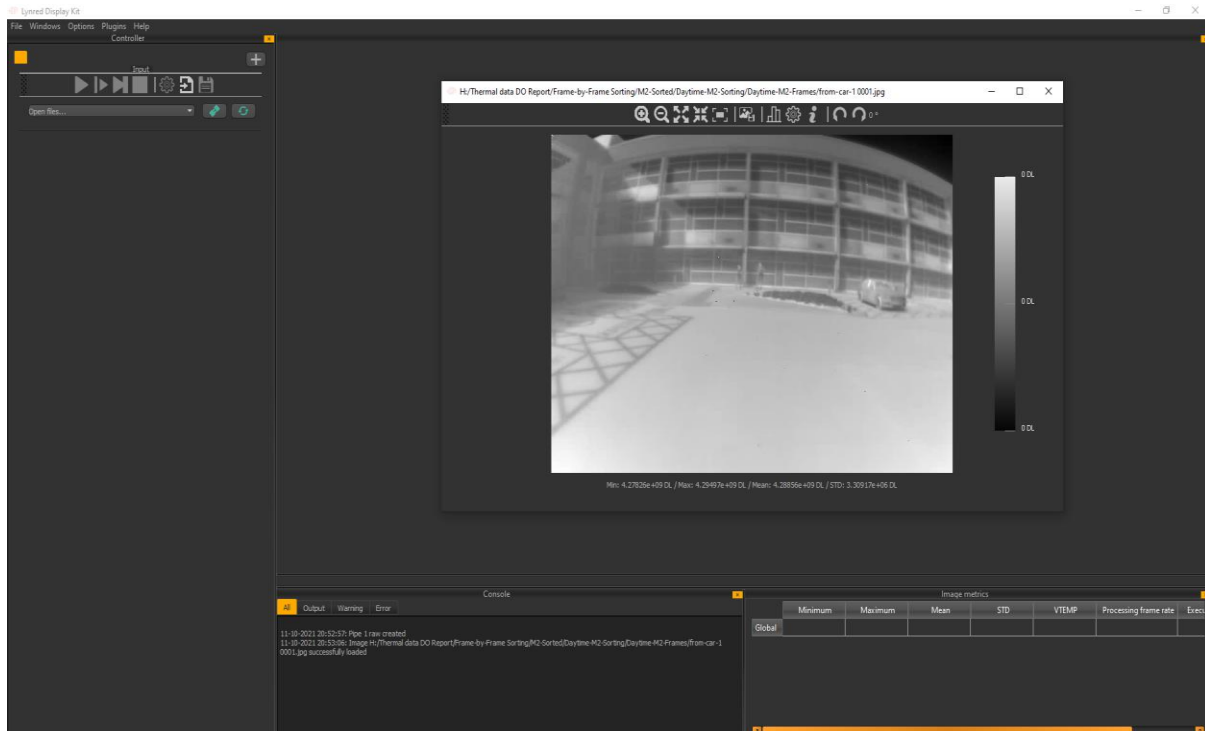 Lynred Display Kit
File Windows Options Plugins Help
Controller
Input
Open files...
H:/Thermal data DO Report/Frame-by-Frame Sorting/M2-Sorted/Daytime-M2-Sorting/Daytime-M2-Frames/from-car-1 0001.jpg
0 °
0 DL
0 DL
0 DL
Min: 4.27826e+09 DL / Max: 4.29497e+09 DL / Mean: 4.28856e+09 DL / STD: 3.30917e+06 DL
Console
All Output Warning Error
11-10-2021 20:52:57: Pipe 1 raw created
11-10-2021 20:53:06: Image H:/Thermal data DO Report/Frame-by-Frame Sorting/M2-Sorted/Daytime-M2-Sorting/Daytime-M2-Frames/from-car-1
0001.jpg successfully loaded
Image metrics
Minimum Maximum Mean STD VTEMP Processing frame rate Execu
Global